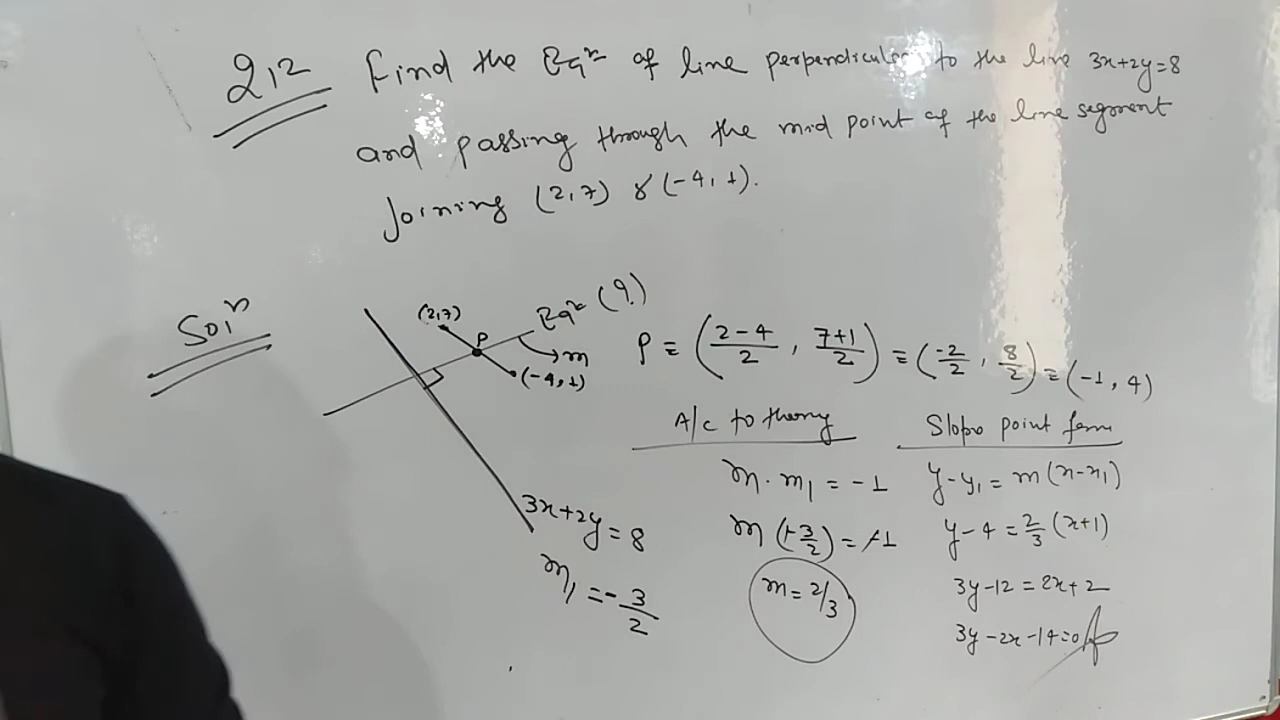 Q12 Find the Eqⁿ of line perpendicular to the line 3x+2y=8
and passing through the mid point of the line segment
Joining (2,7) & (-4,1).
Solⁿ
(2,7)
P
Eqⁿ (?)
m
(-4,1)
3x+2y=8
m₁=-3/2
P = ((2-4)/2, (7+1)/2) = (-2/2, 8/2) = (-1, 4)
A/c to theory
m·m₁ = -1
m(+3/2) = +1
m = 2/3
Slope point form
y-y₁ = m(x-x₁)
y-4 = 2/3 (x+1)
3y-12 = 2x+2
3y-2x-14=0